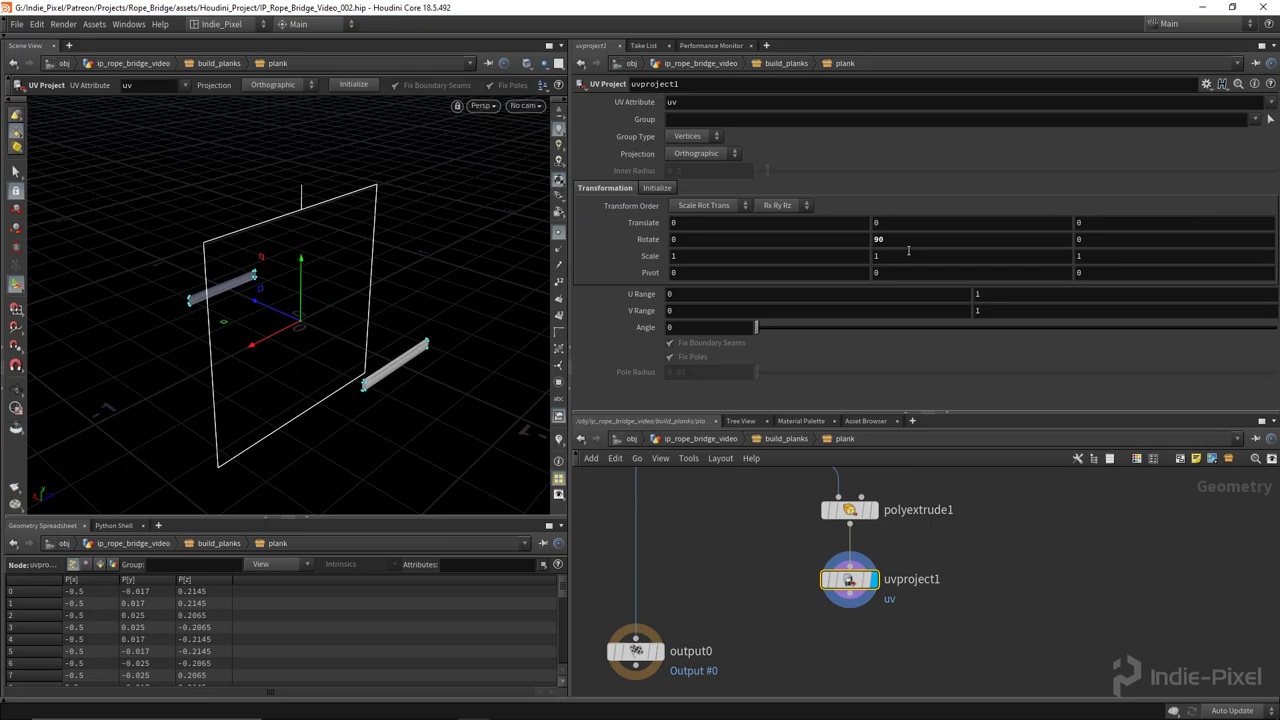 G:/Indie_Pixel/Patreon/Projects/Rope_Bridge/assets/Houdini_Project/IP_Rope_Bridge_Video_002.hip - Houdini Core 18.5.492
File Edit Render Assets Windows Help Indie_Pixel Main Main
Scene View
obj ip_rope_bridge_video build_planks plank
UV Project UV Attribute uv Projection Orthographic Initialize Fix Boundary Seams Fix Poles
Persp No cam
abc
uvproject1 Take List Performance Monitor
obj ip_rope_bridge_video build_planks plank
UV Project uvproject1
UV Attribute uv
Group
Group Type Vertices
Projection Orthographic
Inner Radius 0.2
Transformation Initialize
Transform Order Scale Rot Trans Rx Ry Rz
Translate 0 0 0
Rotate 0 90 0
Scale 1 1 1
Pivot 0 0 0
U Range 0 1
V Range 0 1
Angle 0
Fix Boundary Seams
Fix Poles
Pole Radius 0.01
/obj/ip_rope_bridge_video/build_planks/pla... Tree View Material Palette Asset Browser
obj ip_rope_bridge_video build_planks plank
Add Edit Go View Tools Layout Help
Geometry
polyextrude1
uvproject1
uv
output0
Output #0
Indie-Pixel
Geometry Spreadsheet Python Shell
obj ip_rope_bridge_video build_planks plank
Node: uvpro... Group: View Intrinsics Attributes:
P[x] P[y] P[z]
0 -0.5 -0.017 0.2145
1 -0.5 0.017 0.2145
2 -0.5 0.025 0.2065
3 -0.5 0.025 -0.2065
4 -0.5 0.017 -0.2145
5 -0.5 -0.017 -0.2145
6 -0.5 -0.025 -0.2065
7 -0.5 -0.025 0.2065
Auto Update